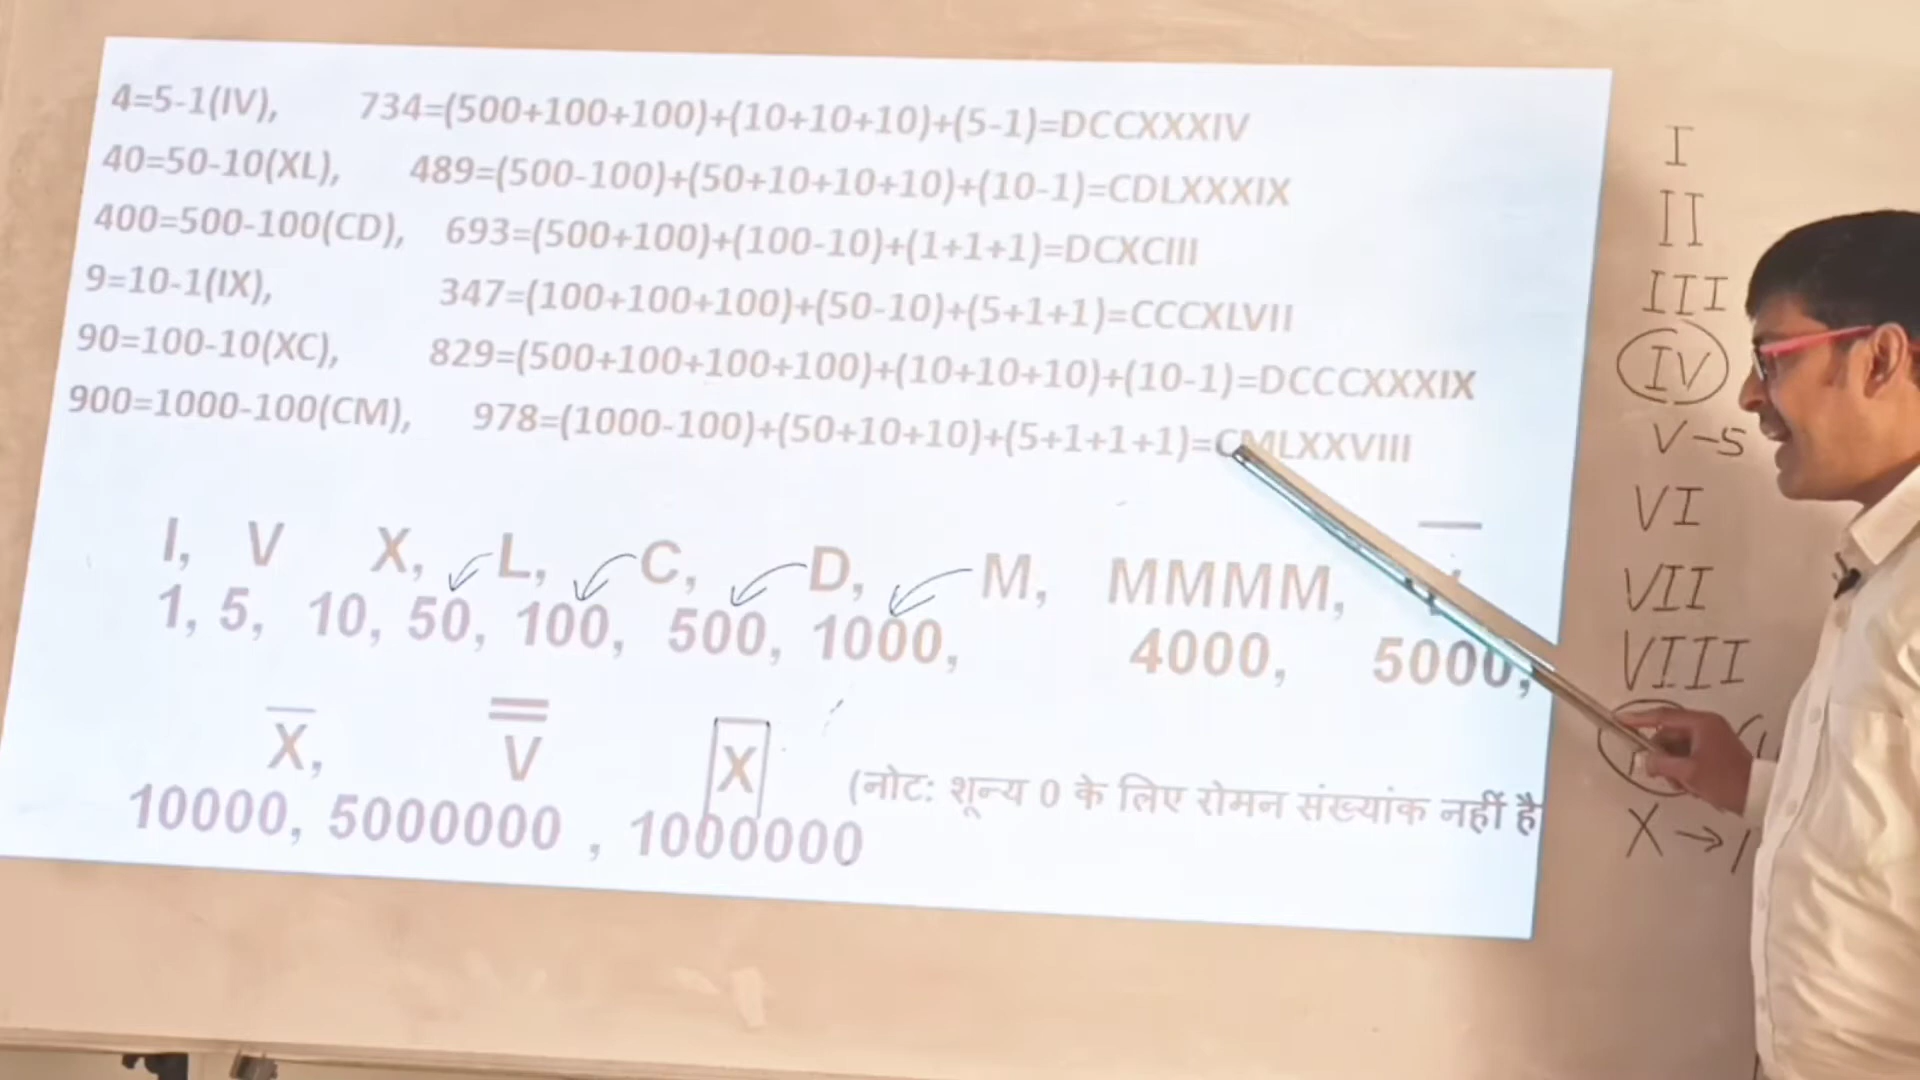 4=5-1(IV), 734=(500+100+100)+(10+10+10)+(5-1)=DCCXXXIV
40=50-10(XL), 489=(500-100)+(50+10+10+10)+(10-1)=CDLXXXIX
400=500-100(CD), 693=(500+100)+(100-10)+(1+1+1)=DCXCIII
9=10-1(IX), 347=(100+100+100)+(50-10)+(5+1+1)=CCCXLVII
90=100-10(XC), 829=(500+100+100+100)+(10+10+10)+(10-1)=DCCCXXXIX
900=1000-100(CM), 978=(1000-100)+(50+10+10)+(5+1+1+1)=CMLXXVIII
I, V X, L, C, D, M, MMMM,
1, 5, 10, 50, 100, 500, 1000, 4000, 5000,
X̅, V̿ X
10000, 5000000 , 1000000
(नोट: शून्य 0 के लिए रोमन संख्यांक नहीं है
I
II
III
IV
V-5
VI
VII
VIII
X→